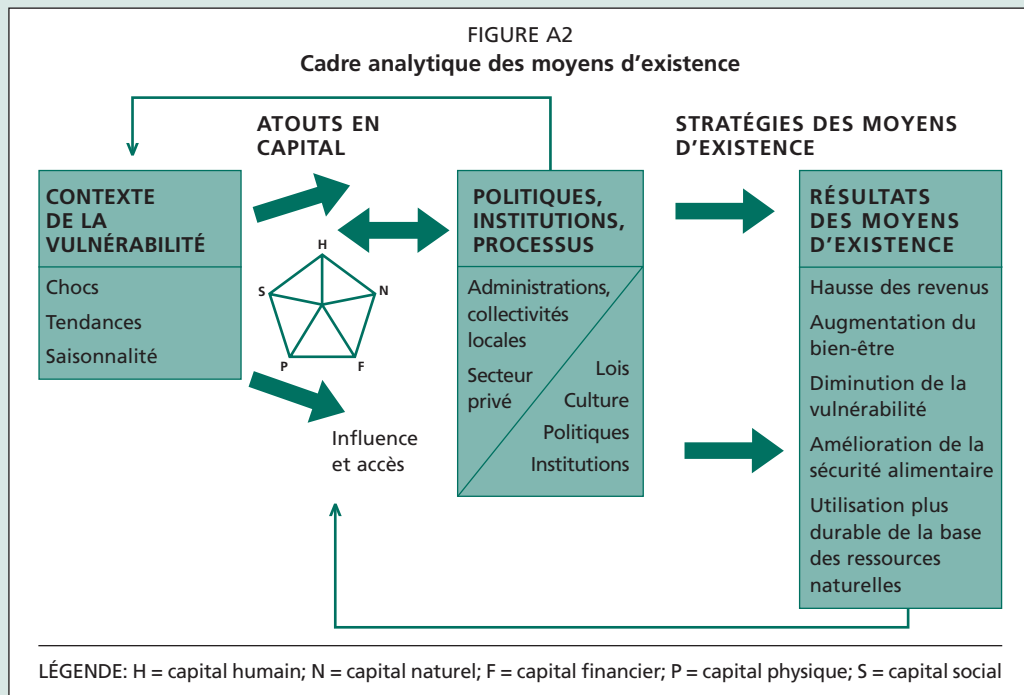 FIGURE A2
Cadre analytique des moyens d'existence
ATOUTS EN
CAPITAL
STRATÉGIES DES MOYENS
D'EXISTENCE
CONTEXTE
DE LA
VULNÉRABILITÉ
Chocs
Tendances
Saisonnalité
H
S
N
P
F
Influence
et accès
POLITIQUES,
INSTITUTIONS,
PROCESSUS
Administrations,
collectivités
locales
Secteur
privé
Lois
Culture
Politiques
Institutions
RÉSULTATS
DES MOYENS
D'EXISTENCE
Hausse des revenus
Augmentation du
bien-être
Diminution de la
vulnérabilité
Amélioration de la
sécurité alimentaire
Utilisation plus
durable de la base
des ressources
naturelles
LÉGENDE: H = capital humain; N = capital naturel; F = capital financier; P = capital physique; S = capital social